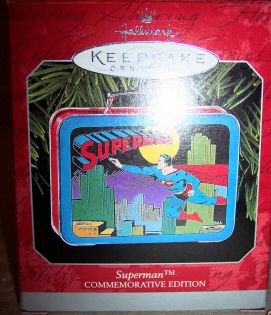 Hallmark
KEEPSAKE
SUPERMAN
Superman™
COMMEMORATIVE EDITION